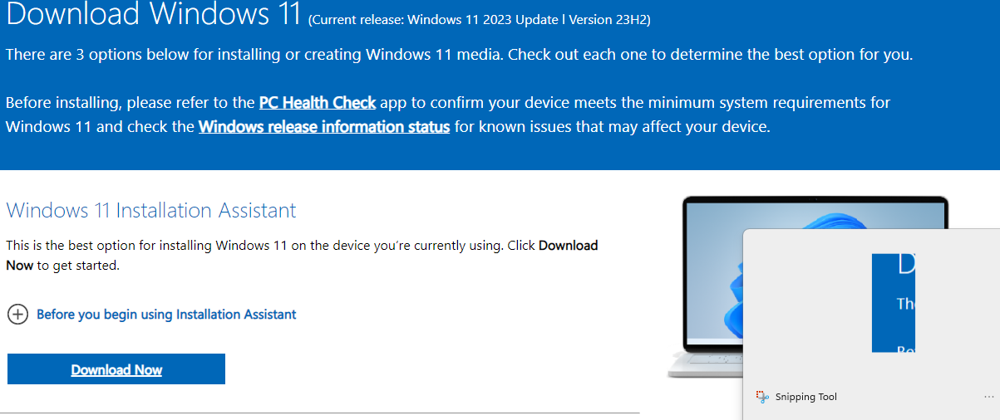 Download Windows 11 (Current release: Windows 11 2023 Update l Version 23H2)
There are 3 options below for installing or creating Windows 11 media. Check out each one to determine the best option for you.
Before installing, please refer to the PC Health Check app to confirm your device meets the minimum system requirements for
Windows 11 and check the Windows release information status for known issues that may affect your device.
Windows 11 Installation Assistant
This is the best option for installing Windows 11 on the device you're currently using. Click Download
Now to get started.
Before you begin using Installation Assistant
Download Now
Snipping Tool